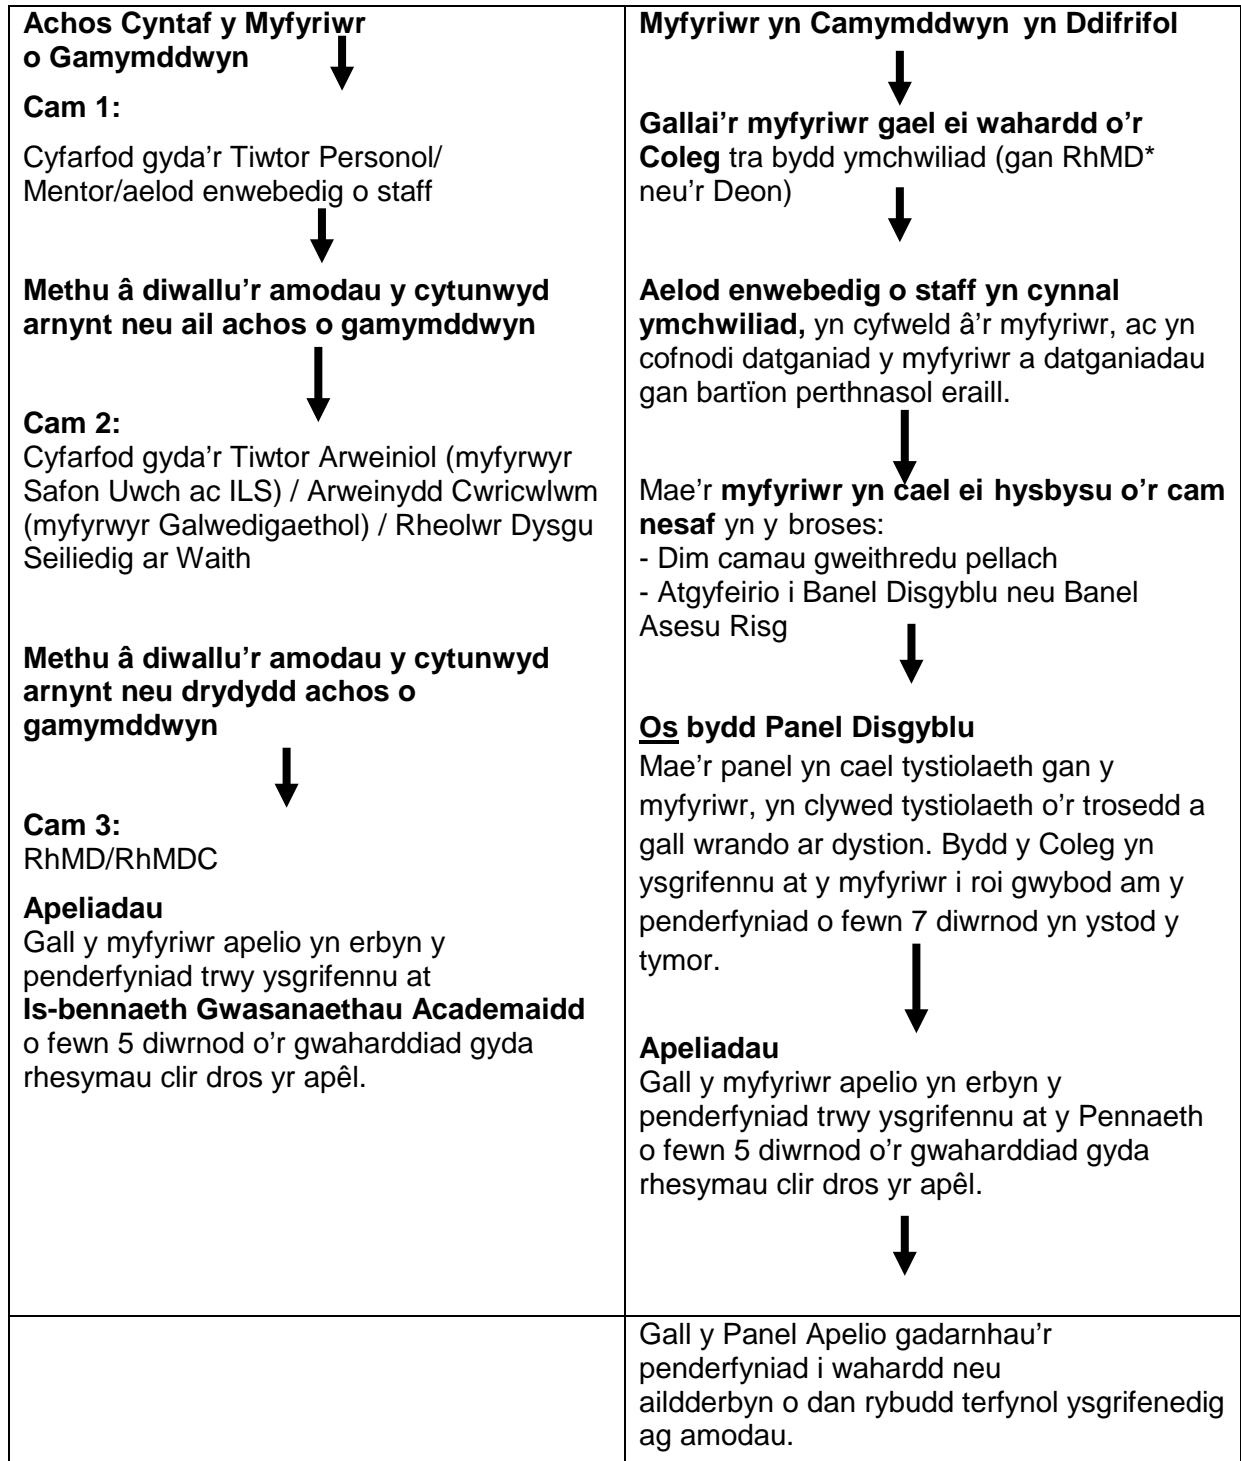 Achos Cyntaf y Myfyriwr
o Gamymddwyn
Cam 1:
Cyfarfod gyda'r Tiwtor Personol/
Mentor/aelod enwebedig o staff
Methu â diwallu'r amodau y cytunwyd
arnynt neu ail achos o gamymddwyn
Cam 2:
Cyfarfod gyda'r Tiwtor Arweiniol (myfyrwyr
Safon Uwch ac ILS) / Arweinydd Cwricwlwm
(myfyrwyr Galwedigaethol) / Rheolwr Dysgu
Seiliedig ar Waith
Methu â diwallu'r amodau y cytunwyd
arnynt neu drydydd achos o
gamymddwyn
Cam 3:
RhMD/RhMDC
Apeliadau
Gall y myfyriwr apelio yn erbyn y
penderfyniad trwy ysgrifennu at
Is-bennaeth Gwasanaethau Academaidd
o fewn 5 diwrnod o'r gwaharddiad gyda
rhesymau clir dros yr apêl.
Myfyriwr yn Camymddwyn yn Ddifrifol
Gallai'r myfyriwr gael ei wahardd o'r
Coleg tra bydd ymchwiliad (gan RhMD*
neu'r Deon)
Aelod enwebedig o staff yn cynnal
ymchwiliad, yn cyfweld â'r myfyriwr, ac yn
cofnodi datganiad y myfyriwr a datganiadau
gan bartïon perthnasol eraill.
Mae'r myfyriwr yn cael ei hysbysu o'r cam
nesaf yn y broses:
- Dim camau gweithredu pellach
- Atgyfeirio i Banel Disgyblu neu Banel
Asesu Risg
Os bydd Panel Disgyblu
Mae'r panel yn cael tystiolaeth gan y
myfyriwr, yn clywed tystiolaeth o'r trosedd a
gall wrando ar dystion. Bydd y Coleg yn
ysgrifennu at y myfyriwr i roi gwybod am y
penderfyniad o fewn 7 diwrnod yn ystod y
tymor.
Apeliadau
Gall y myfyriwr apelio yn erbyn y
penderfyniad trwy ysgrifennu at y Pennaeth
o fewn 5 diwrnod o'r gwaharddiad gyda
rhesymau clir dros yr apêl.
Gall y Panel Apelio gadarnhau'r
penderfyniad i wahardd neu
aildderbyn o dan rybudd terfynol ysgrifenedig
ag amodau.